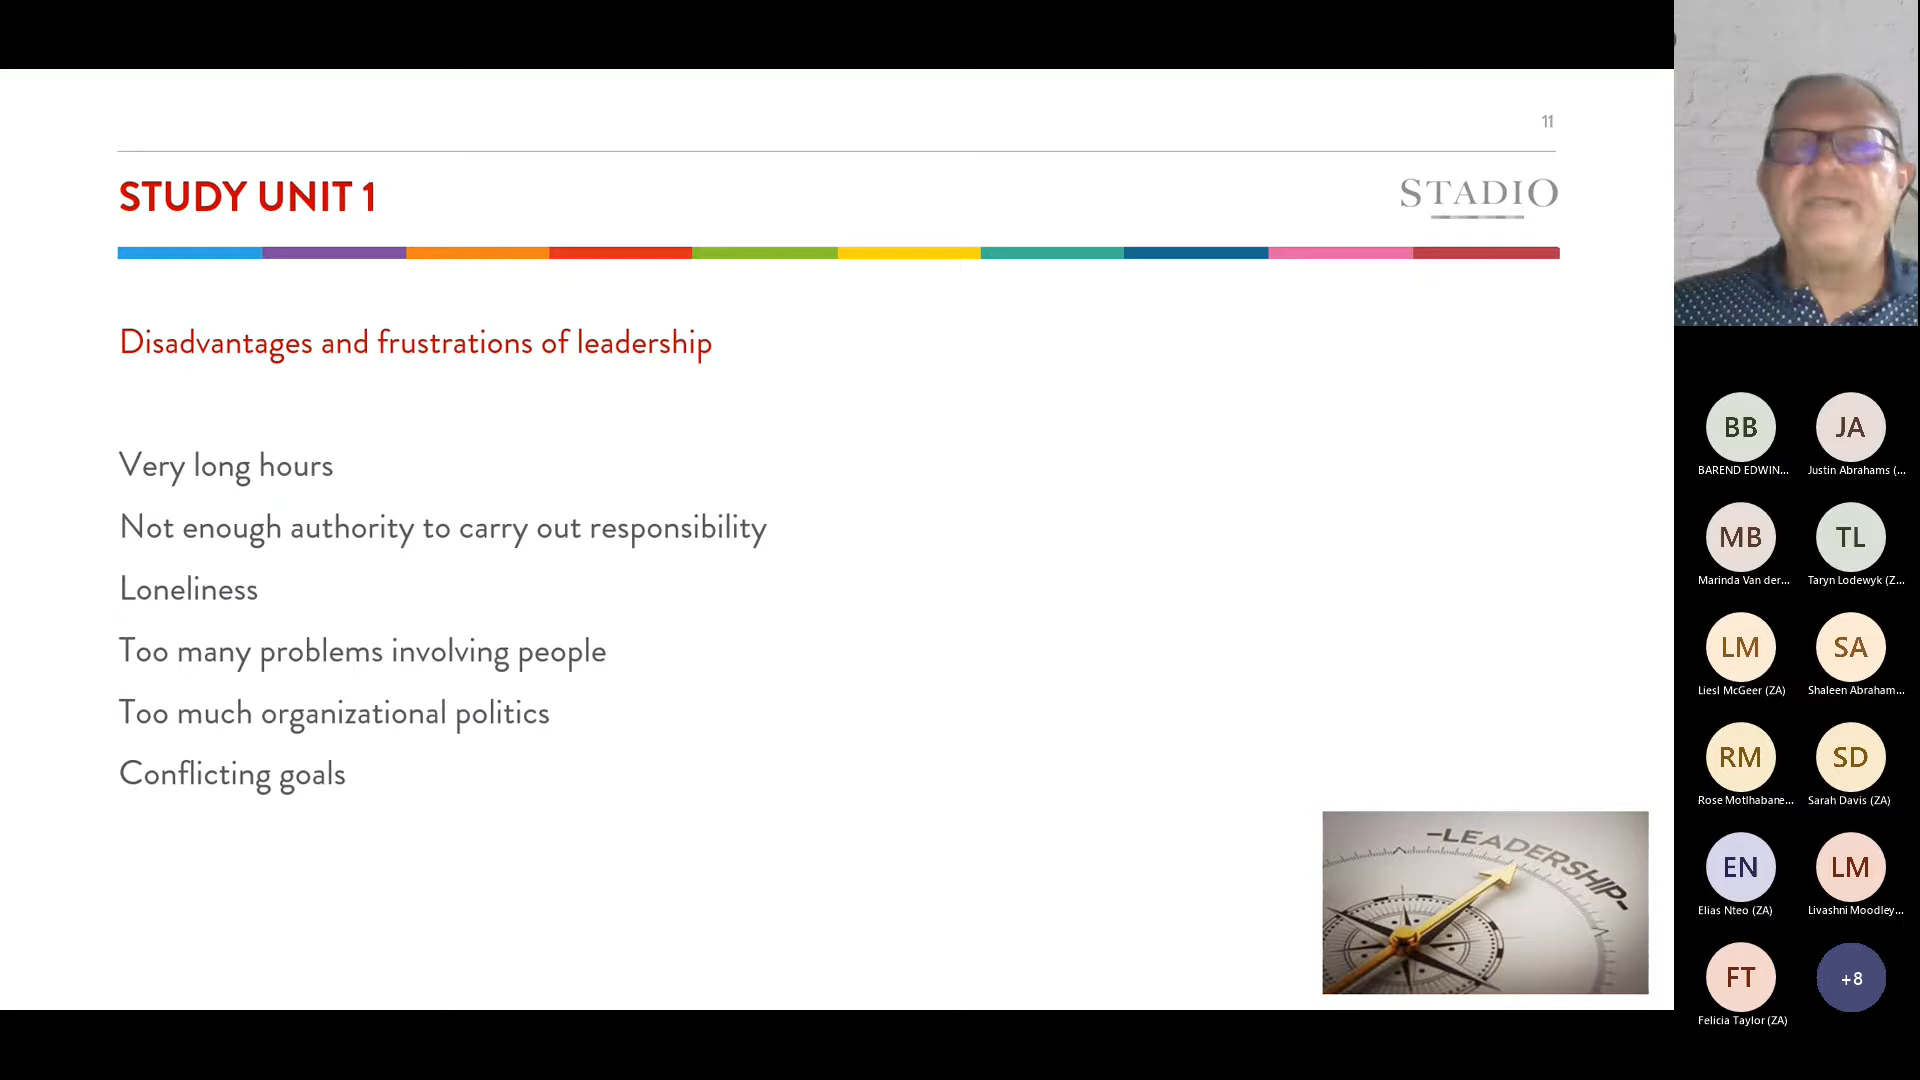 11
STUDY UNIT 1
STADIO
Disadvantages and frustrations of leadership
Very long hours
Not enough authority to carry out responsibility
Loneliness
Too many problems involving people
Too much organizational politics
Conflicting goals
-LEADERSHIP-
BB
JA
BAREND EDWIN...
Justin Abrahams (...
MB
TL
Marinda Van der...
Taryn Lodewyk (Z...
LM
SA
Liesl McGeer (ZA)
Shaleen Abraham...
RM
SD
Rose Motlhabane...
Sarah Davis (ZA)
EN
LM
Elias Nteo (ZA)
Livashni Moodley...
FT
+8
Felicia Taylor (ZA)